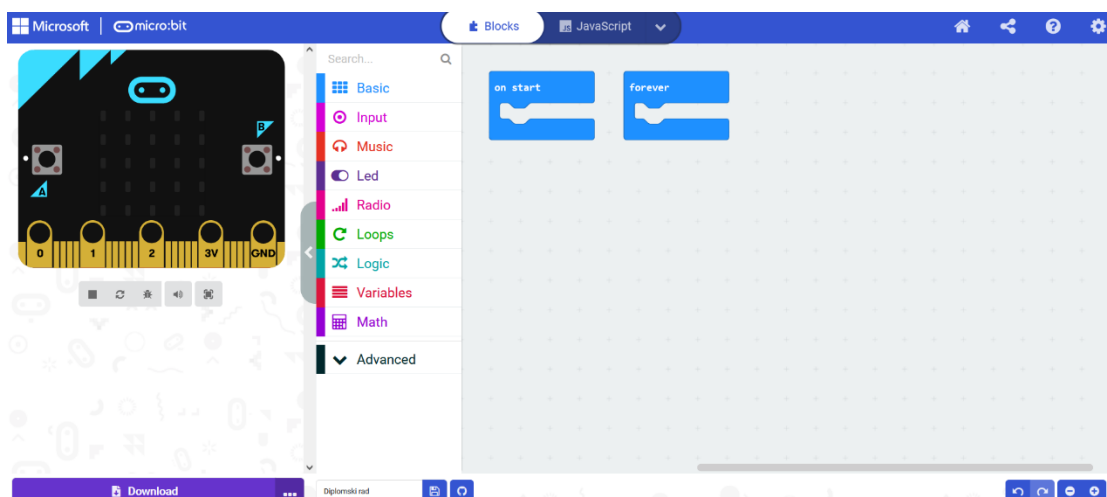 Microsoft | micro:bit
Blocks
JS JavaScript
Search...
Basic
Input
Music
Led
Radio
Loops
Logic
Variables
Math
Advanced
on start
forever
B
A
0 1 2 3V GND
Download
Diplomski rad